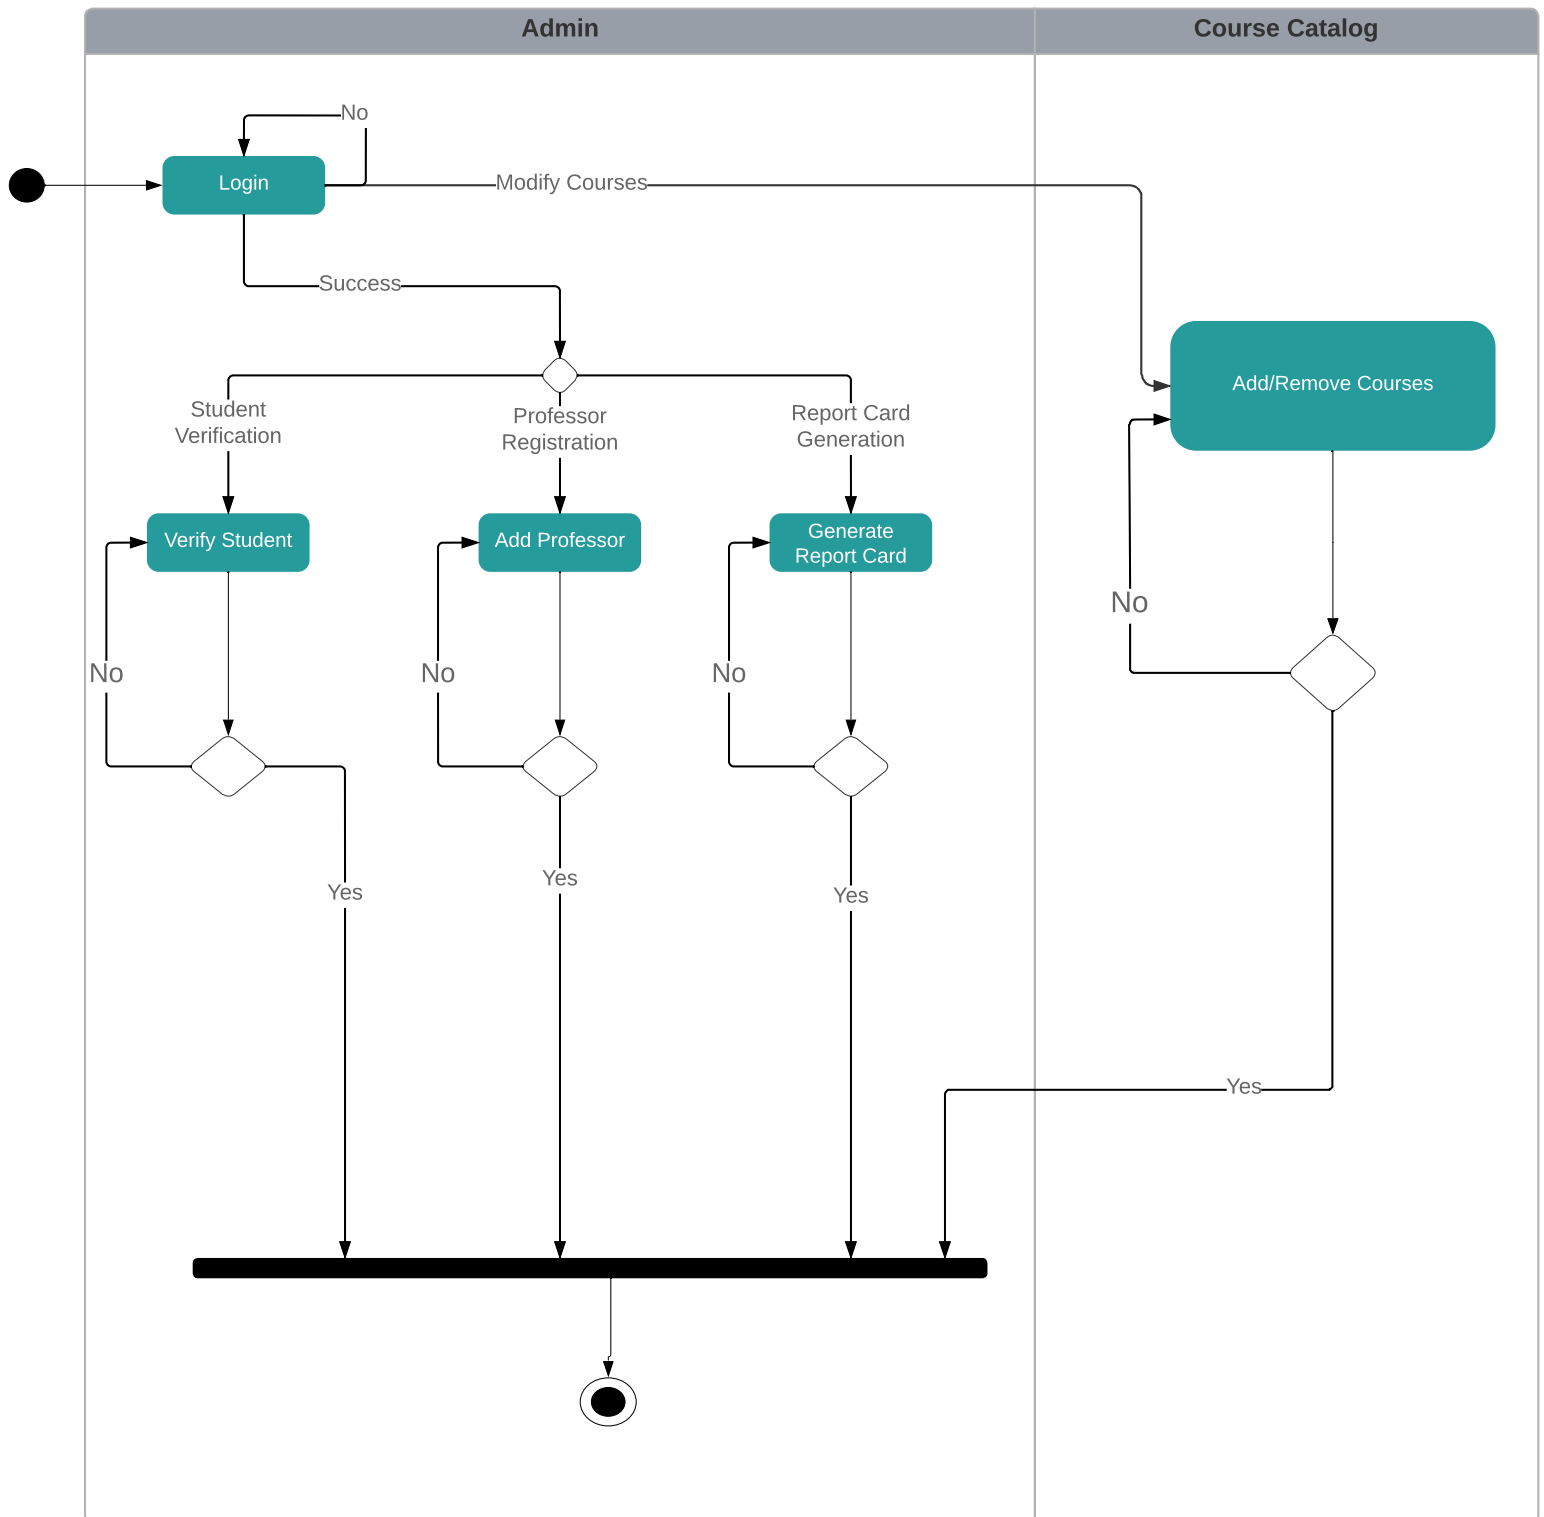 Admin
Course Catalog
No
Login
Modify Courses
Success
Student
Verification
Professor
Registration
Report Card
Generation
Add/Remove Courses
Verify Student
Add Professor
Generate
Report Card
No
No
No
No
Yes
Yes
Yes
Yes